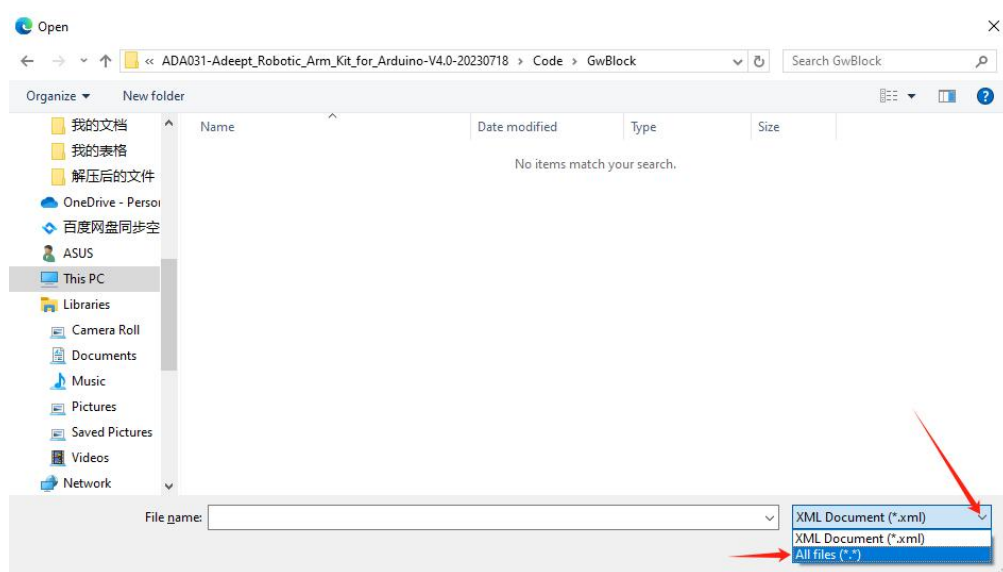 Open
« ADA031-Adeept_Robotic_Arm_Kit_for_Arduino-V4.0-20230718 › Code › GwBlock
Search GwBlock
Organize
New folder
Name
Date modified
Type
Size
No items match your search.
我的文档
我的表格
解压后的文件
OneDrive - Person
百度网盘同步空
ASUS
This PC
Libraries
Camera Roll
Documents
Music
Pictures
Saved Pictures
Videos
Network
File name:
XML Document (*.xml)
XML Document (*.xml)
All files (*.*)